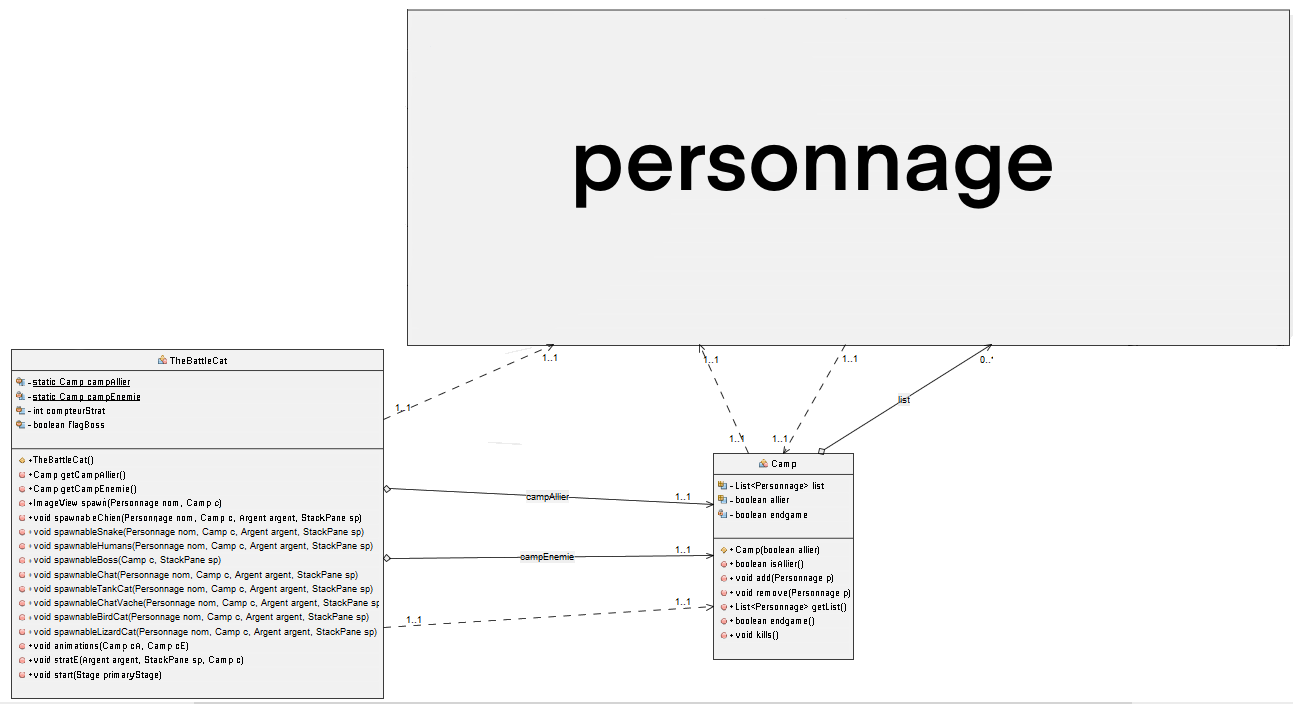 personnage
1..1
1..1
1..1
0..*
TheBattleCat
- static Camp campAllier
- static Camp campEnemie
- int compteurStrat
- boolean flagBoss
+TheBattleCat()
+Camp getCampAllier()
+Camp getCampEnemie()
+ImageView spawn(Personnage nom, Camp c)
+void spawnableChien(Personnage nom, Camp c, Argent argent, StackPane sp)
+void spawnableSnake(Personnage nom, Camp c, Argent argent, StackPane sp)
+void spawnableHumans(Personnage nom, Camp c, Argent argent, StackPane sp)
+void spawnableBoss(Camp c, StackPane sp)
+void spawnableChat(Personnage nom, Camp c, Argent argent, StackPane sp)
+void spawnableTankCat(Personnage nom, Camp c, Argent argent, StackPane sp)
+void spawnableChatVache(Personnage nom, Camp c, Argent argent, StackPane sp
+void spawnableBirdCat(Personnage nom, Camp c, Argent argent, StackPane sp)
+void spawnableLizardCat(Personnage nom, Camp c, Argent argent, StackPane sp)
+void animations(Camp cA, Camp cE)
+void stratE(Argent argent, StackPane sp, Camp c)
+void start(Stage primaryStage)
1..1
list
1..1
1..1
campAllier
1..1
campEnemie
1..1
1..1
1..1
Camp
- List<Personnage> list
- boolean allier
- boolean endgame
+ Camp(boolean allier)
+ boolean isAllier()
+ void add(Personnage p)
+ void remove(Personnage p)
+ List<Personnage> getList()
+ boolean endgame()
+ void kills()